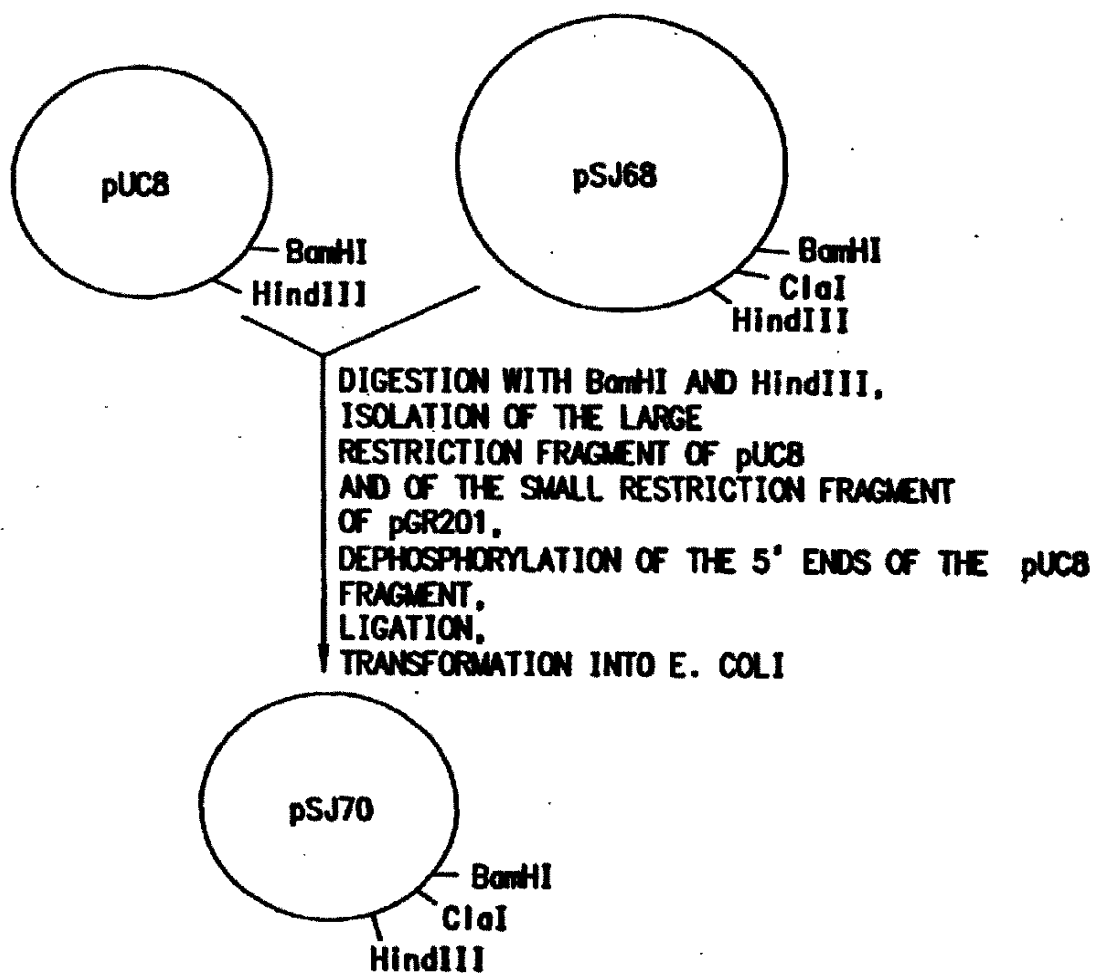 pUC8
BamHI
HindIII
pSJ68
BamHI
ClaI
HindIII
DIGESTION WITH BamHI AND HindIII,
ISOLATION OF THE LARGE
RESTRICTION FRAGMENT OF pUC8
AND OF THE SMALL RESTRICTION FRAGMENT
OF pGR201,
DEPHOSPHORYLATION OF THE 5' ENDS OF THE pUC8
FRAGMENT,
LIGATION,
TRANSFORMATION INTO E. COLI
pSJ70
BamHI
ClaI
HindIII